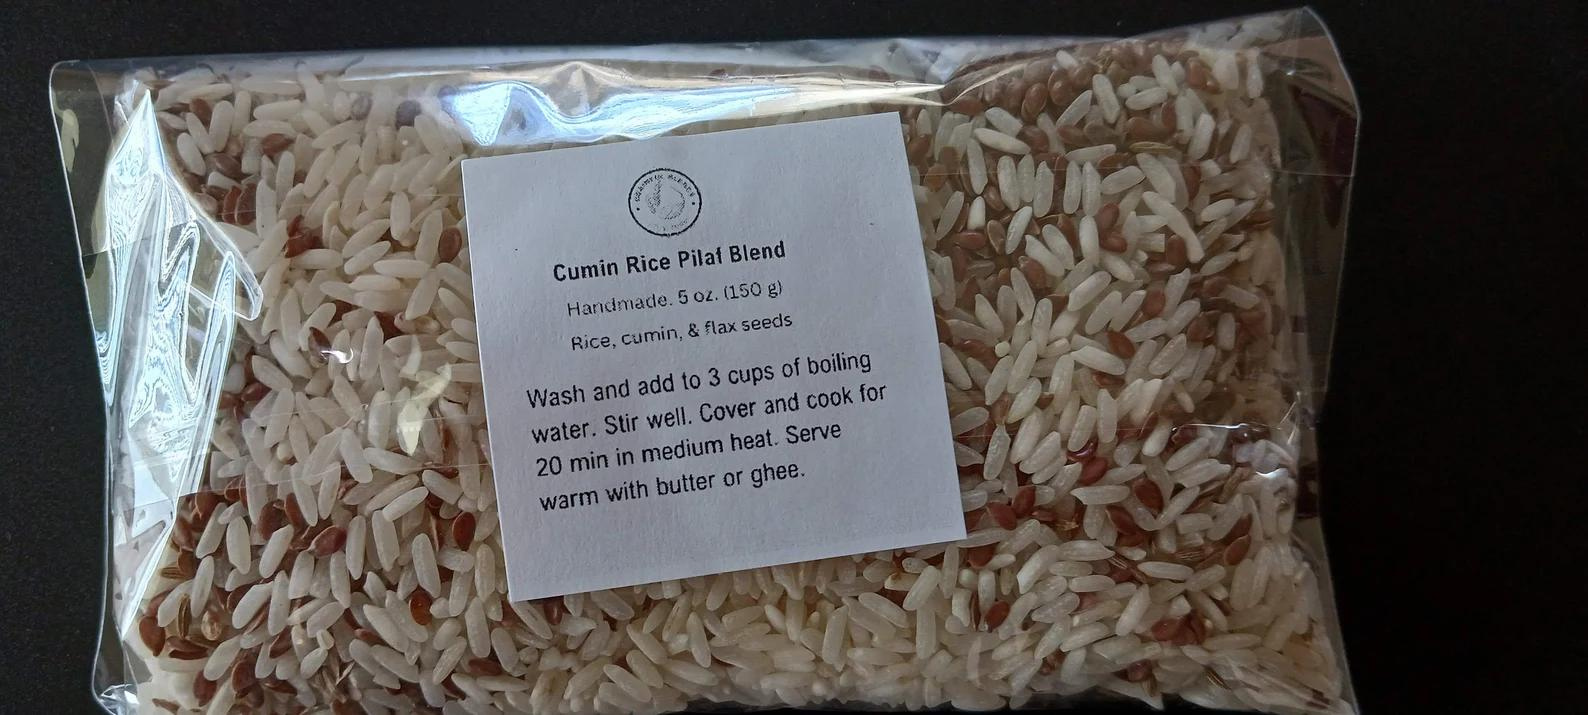 Cumin Rice Pilaf Blend
Handmade. 5 oz. (150 g)
Rice, cumin, & flax seeds
Wash and add to 3 cups of boiling
water. Stir well. Cover and cook for
20 min in medium heat. Serve
warm with butter or ghee.